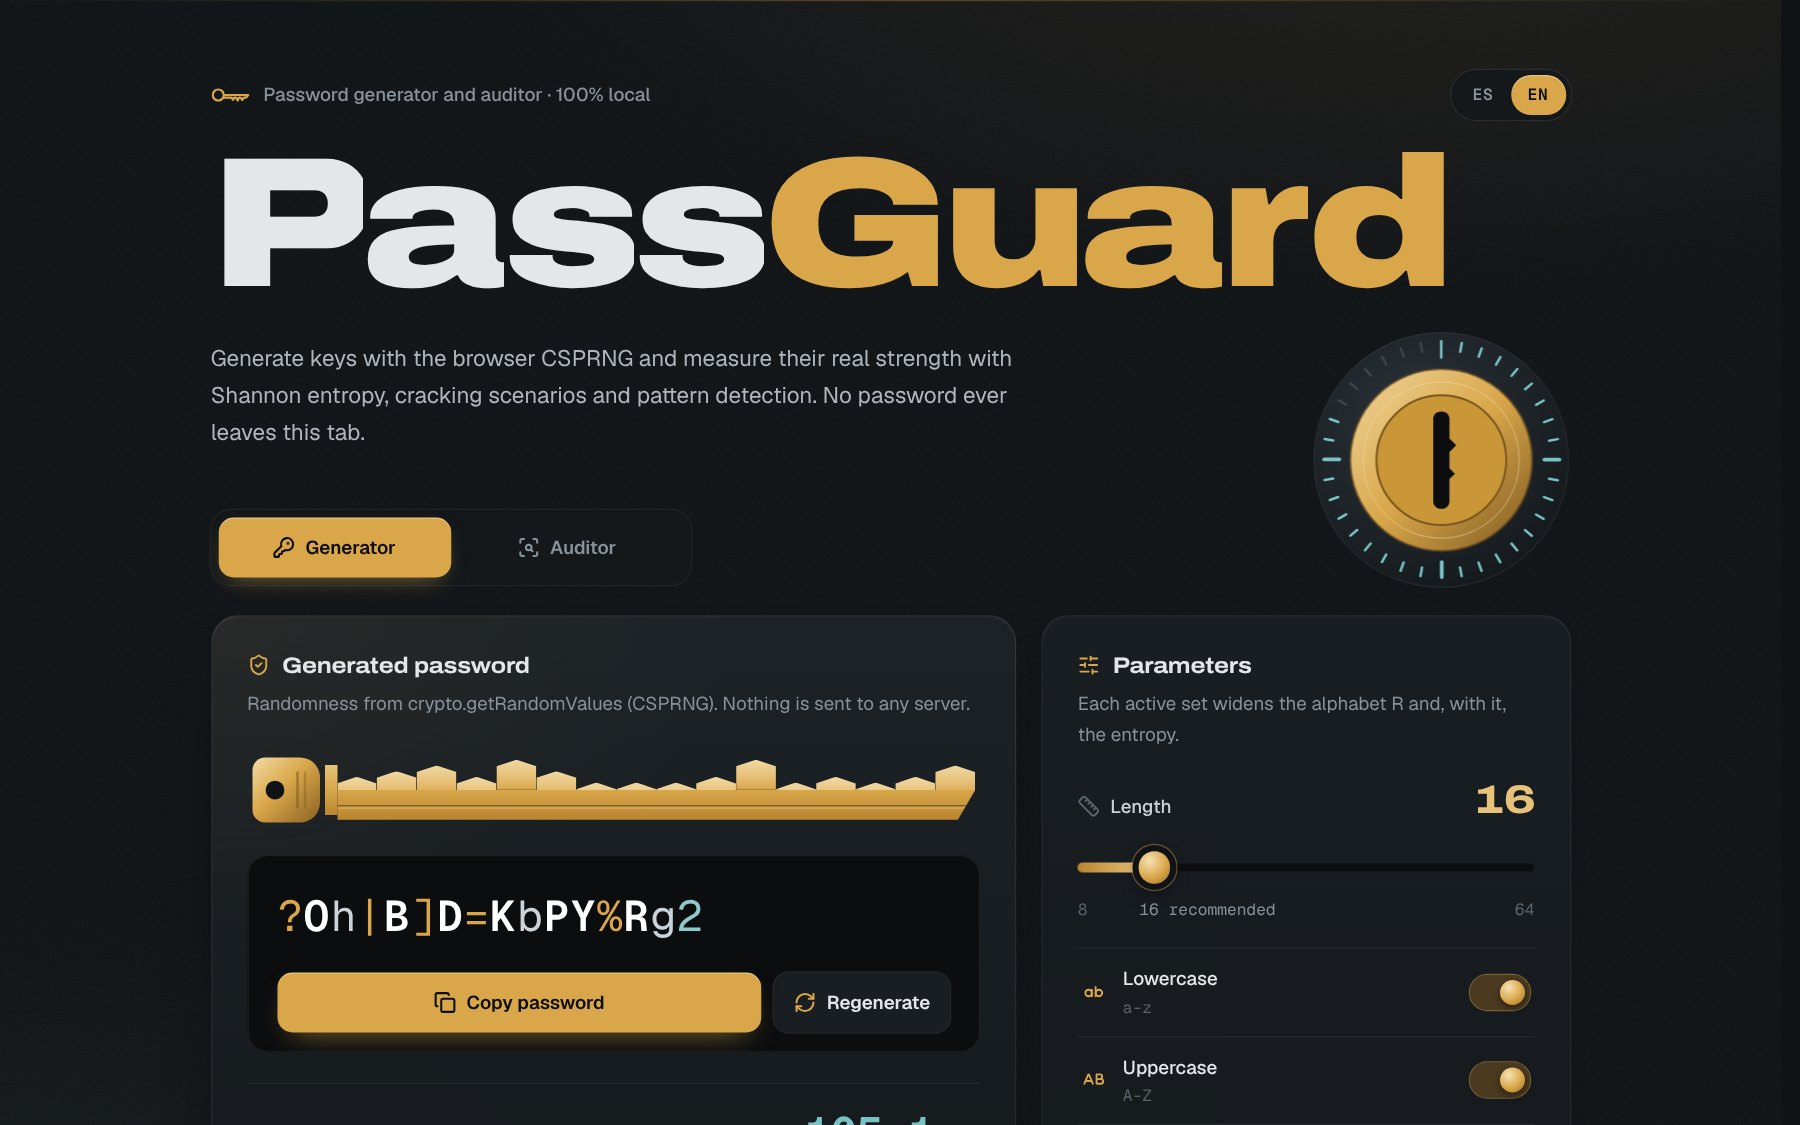 Password generator and auditor · 100% local
ES EN
PassGuard
Generate keys with the browser CSPRNG and measure their real strength with
Shannon entropy, cracking scenarios and pattern detection. No password ever
leaves this tab.
Generator
Auditor
Generated password
Randomness from crypto.getRandomValues (CSPRNG). Nothing is sent to any server.
?Oh|B]D=KbPY%Rg2
Copy password
Regenerate
Parameters
Each active set widens the alphabet R and, with it,
the entropy.
Length
16
8
16 recommended
64
ab
Lowercase
a-z
AB
Uppercase
A-Z